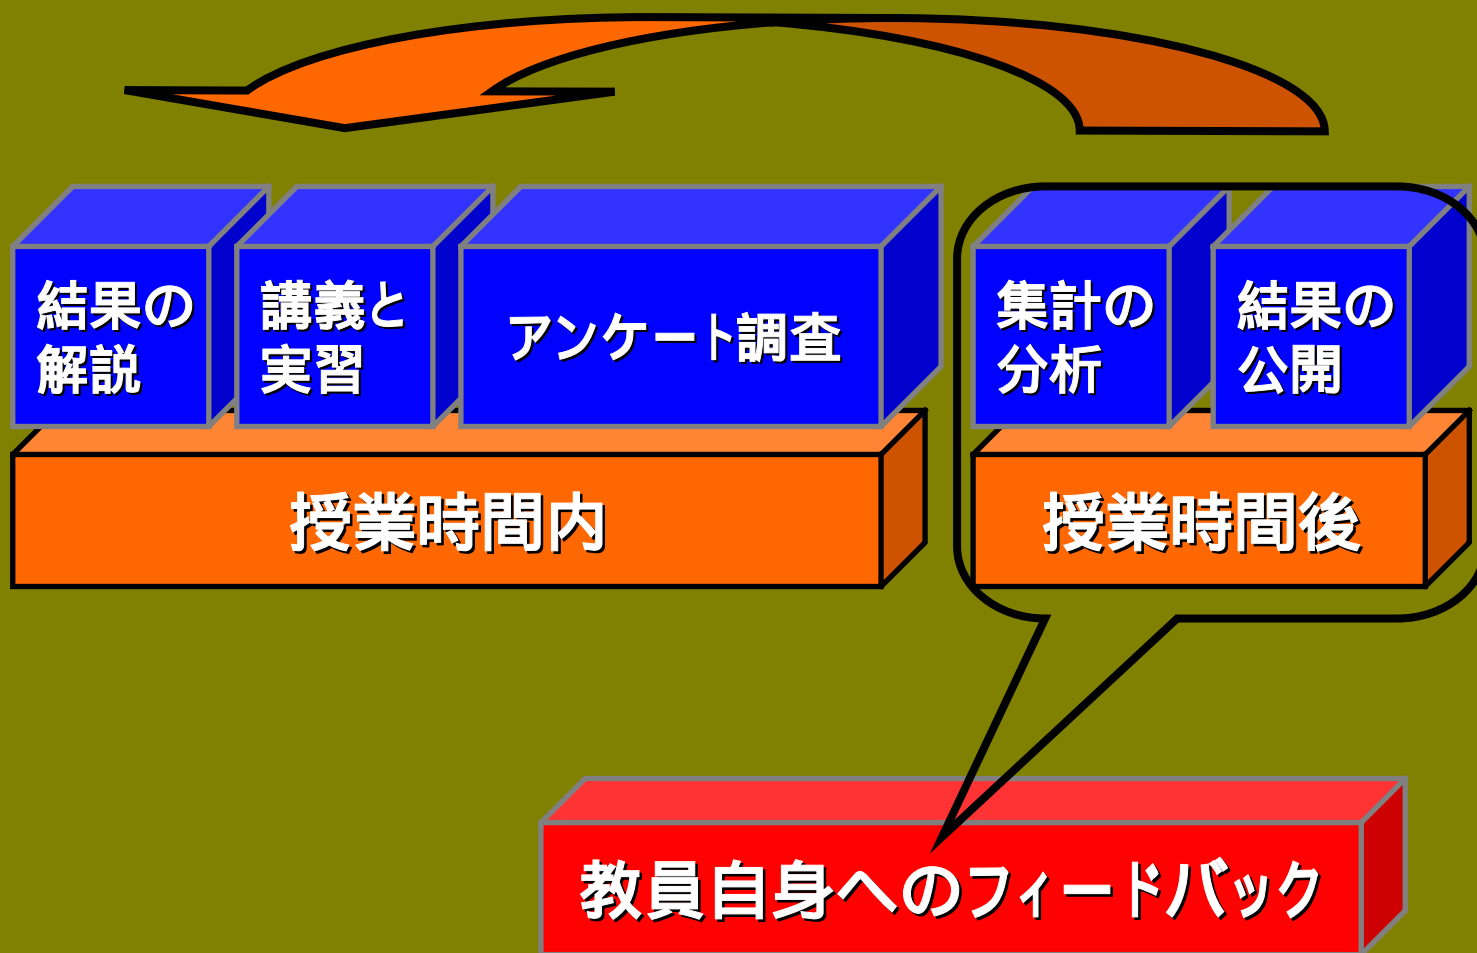 結果の
解説
講義と
実習
アンケート調査
集計の
分析
結果の
公開
授業時間内
授業時間後
教員自身へのフィードバック